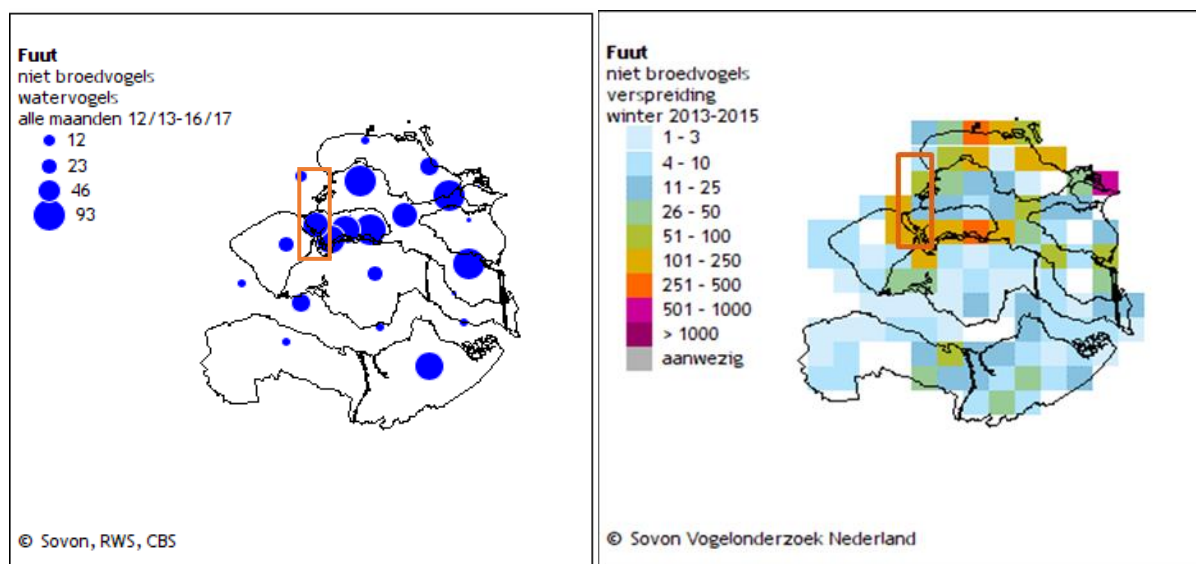 Fuut
niet broedvogels
watervogels
alle maanden 12/13-16/17
12
23
46
93
© Sovon, RWS, CBS
Fuut
niet broedvogels
verspreiding
winter 2013-2015
1 - 3
4 - 10
11 - 25
26 - 50
51 - 100
101 - 250
251 - 500
501 - 1000
> 1000
aanwezig
© Sovon Vogelonderzoek Nederland